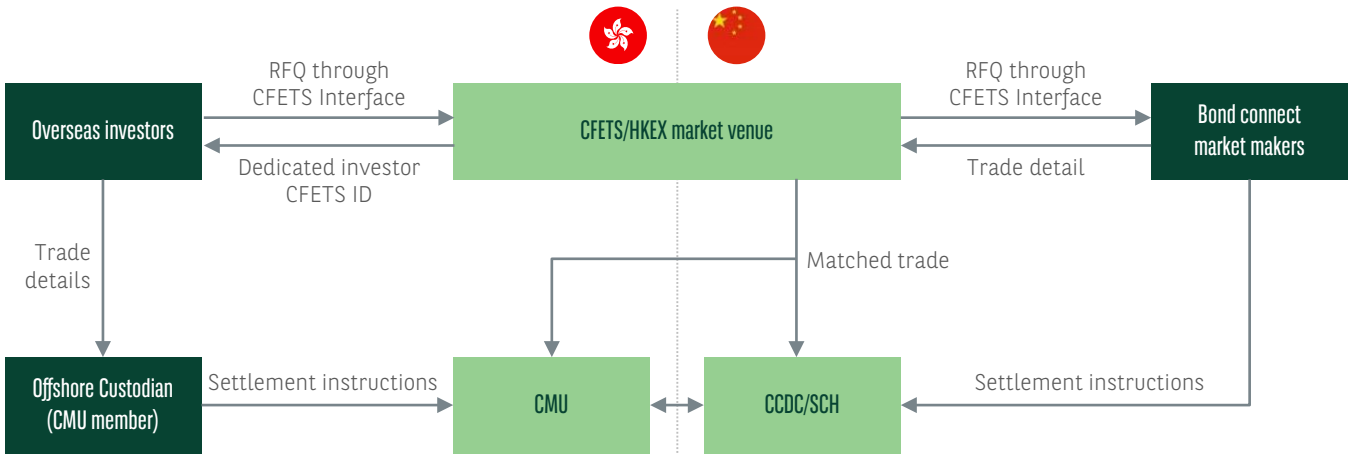 RFQ through
CFETS Interface
RFQ through
CFETS Interface
Overseas investors
CFETS/HKEX market venue
Bond connect
market makers
Dedicated investor
CFETS ID
Trade detail
Trade
details
Matched trade
Offshore Custodian
(CMU member)
Settlement instructions
CMU
CCDC/SCH
Settlement instructions